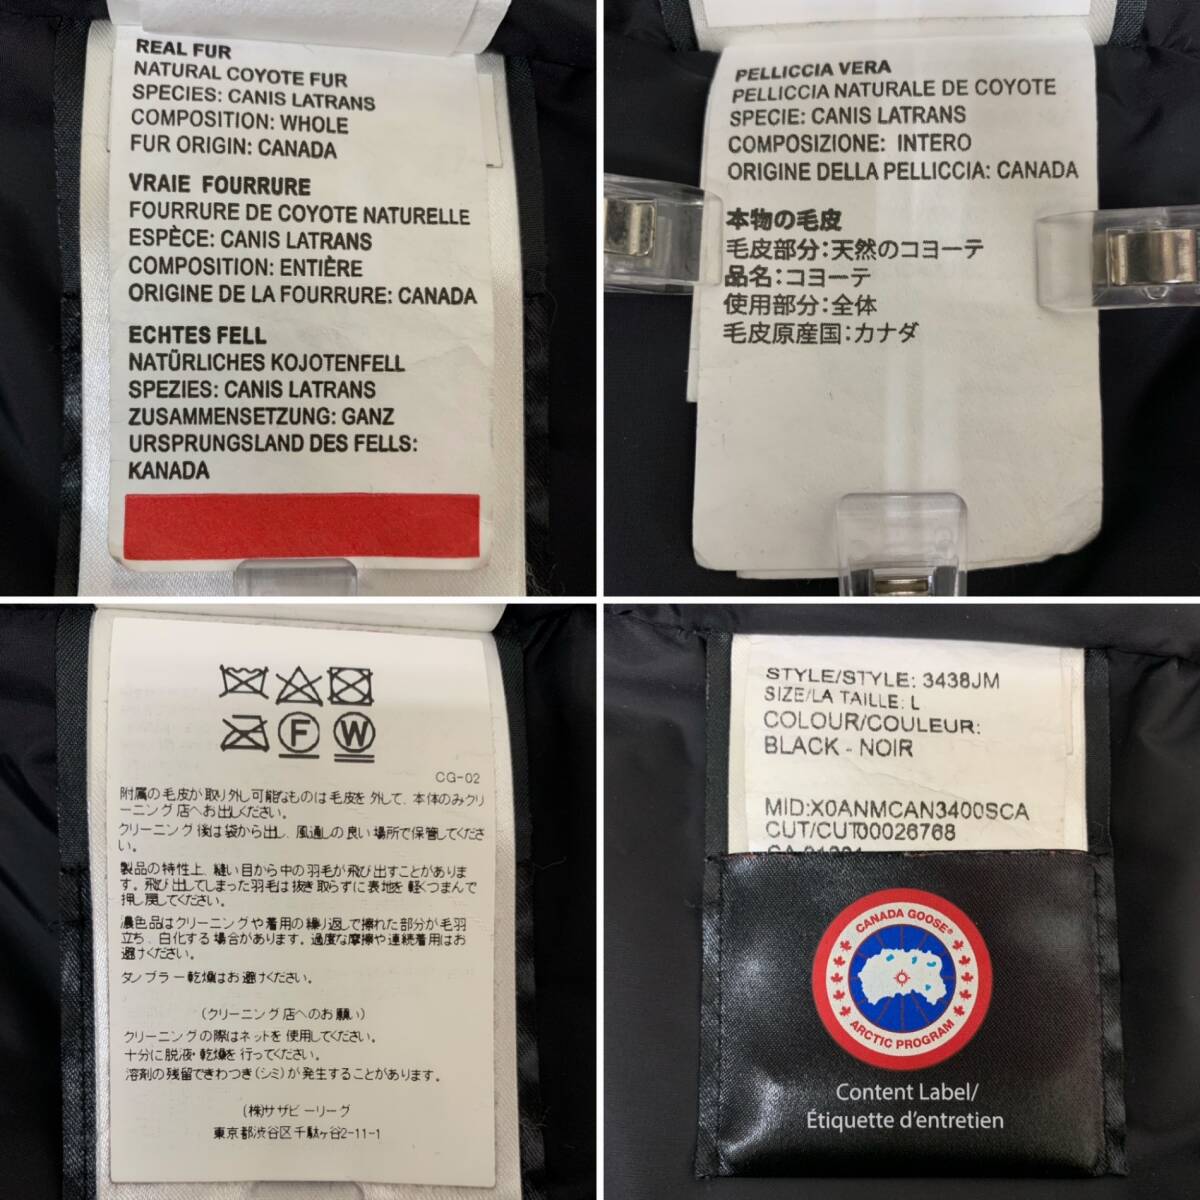 REAL FUR
NATURAL COYOTE FUR
SPECIES: CANIS LATRANS
COMPOSITION: WHOLE
FUR ORIGIN: CANADA
VRAIE FOURRURE
FOURRURE DE COYOTE NATURELLE
ESPÈCE: CANIS LATRANS
COMPOSITION: ENTIÈRE
ORIGINE DE LA FOURRURE: CANADA
ECHTES FELL
NATÜRLICHES KOJOTENFELL
SPEZIES: CANIS LATRANS
ZUSAMMENSETZUNG: GANZ
URSPRUNGSLAND DES FELLS:
KANADA
PELLICCIA VERA
PELLICCIA NATURALE DE COYOTE
SPECIE: CANIS LATRANS
COMPOSIZIONE: INTERO
ORIGINE DELLA PELLICCIA: CANADA
本物の毛皮
毛皮部分:天然のコヨーテ
品名:コヨーテ
使用部分:全体
毛皮原産国:カナダ
F W
CG-02
附属の毛皮が取り外し可能なものは毛皮を外して、本体のみクリ
ーニング店へお出しください。
クリーニング後は袋から出し、風通しの良い場所で保管してくださ
い。
製品の特性上、縫い目から中の羽毛が飛び出すことがありま
す。飛び出してしまった羽毛は抜き取らずに表地を軽くつまんで
押し戻してください。
濃色品はクリーニングや着用の繰り返しで擦れた部分が毛羽
立ち、白化する場合があります。過度な摩擦や連続着用はお
避けください。
タンブラー乾燥はお避けください。
(クリーニング店へのお願い)
クリーニングの際はネットを使用してください。
十分に脱液・乾燥を行ってください。
溶剤の残留できわつき(シミ)が発生することがあります。
(株)サザビーリーグ
東京都渋谷区千駄ヶ谷2-11-1
STYLE/STYLE: 3438JM
SIZE/LA TAILLE: L
COLOUR/COULEUR:
BLACK - NOIR
MID:X0ANMCAN3400SCA
CUT/CUT00026768
CANADA GOOSE®
ARCTIC PROGRAM
Content Label/
Étiquette d'entretien